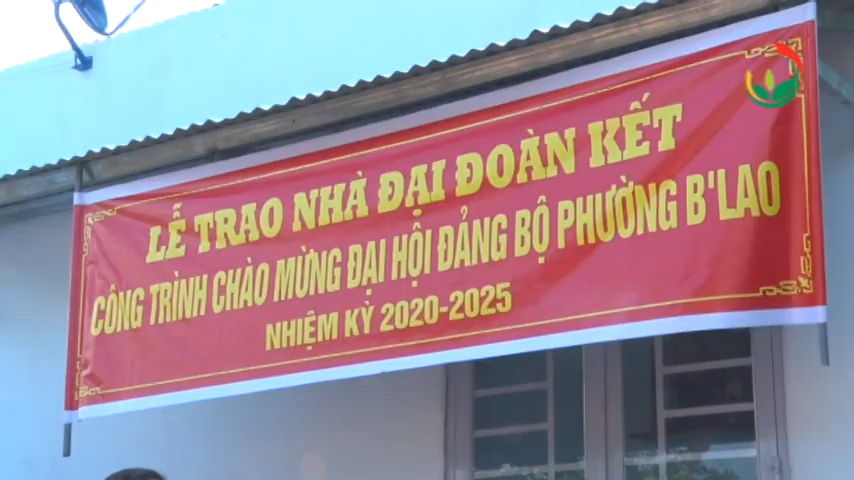 LỄ TRAO NHÀ ĐẠI ĐOÀN KẾT
CÔNG TRÌNH CHÀO MỪNG ĐẠI HỘI ĐẢNG BỘ PHƯỜNG B'LAO
NHIỆM KỲ 2020-2025